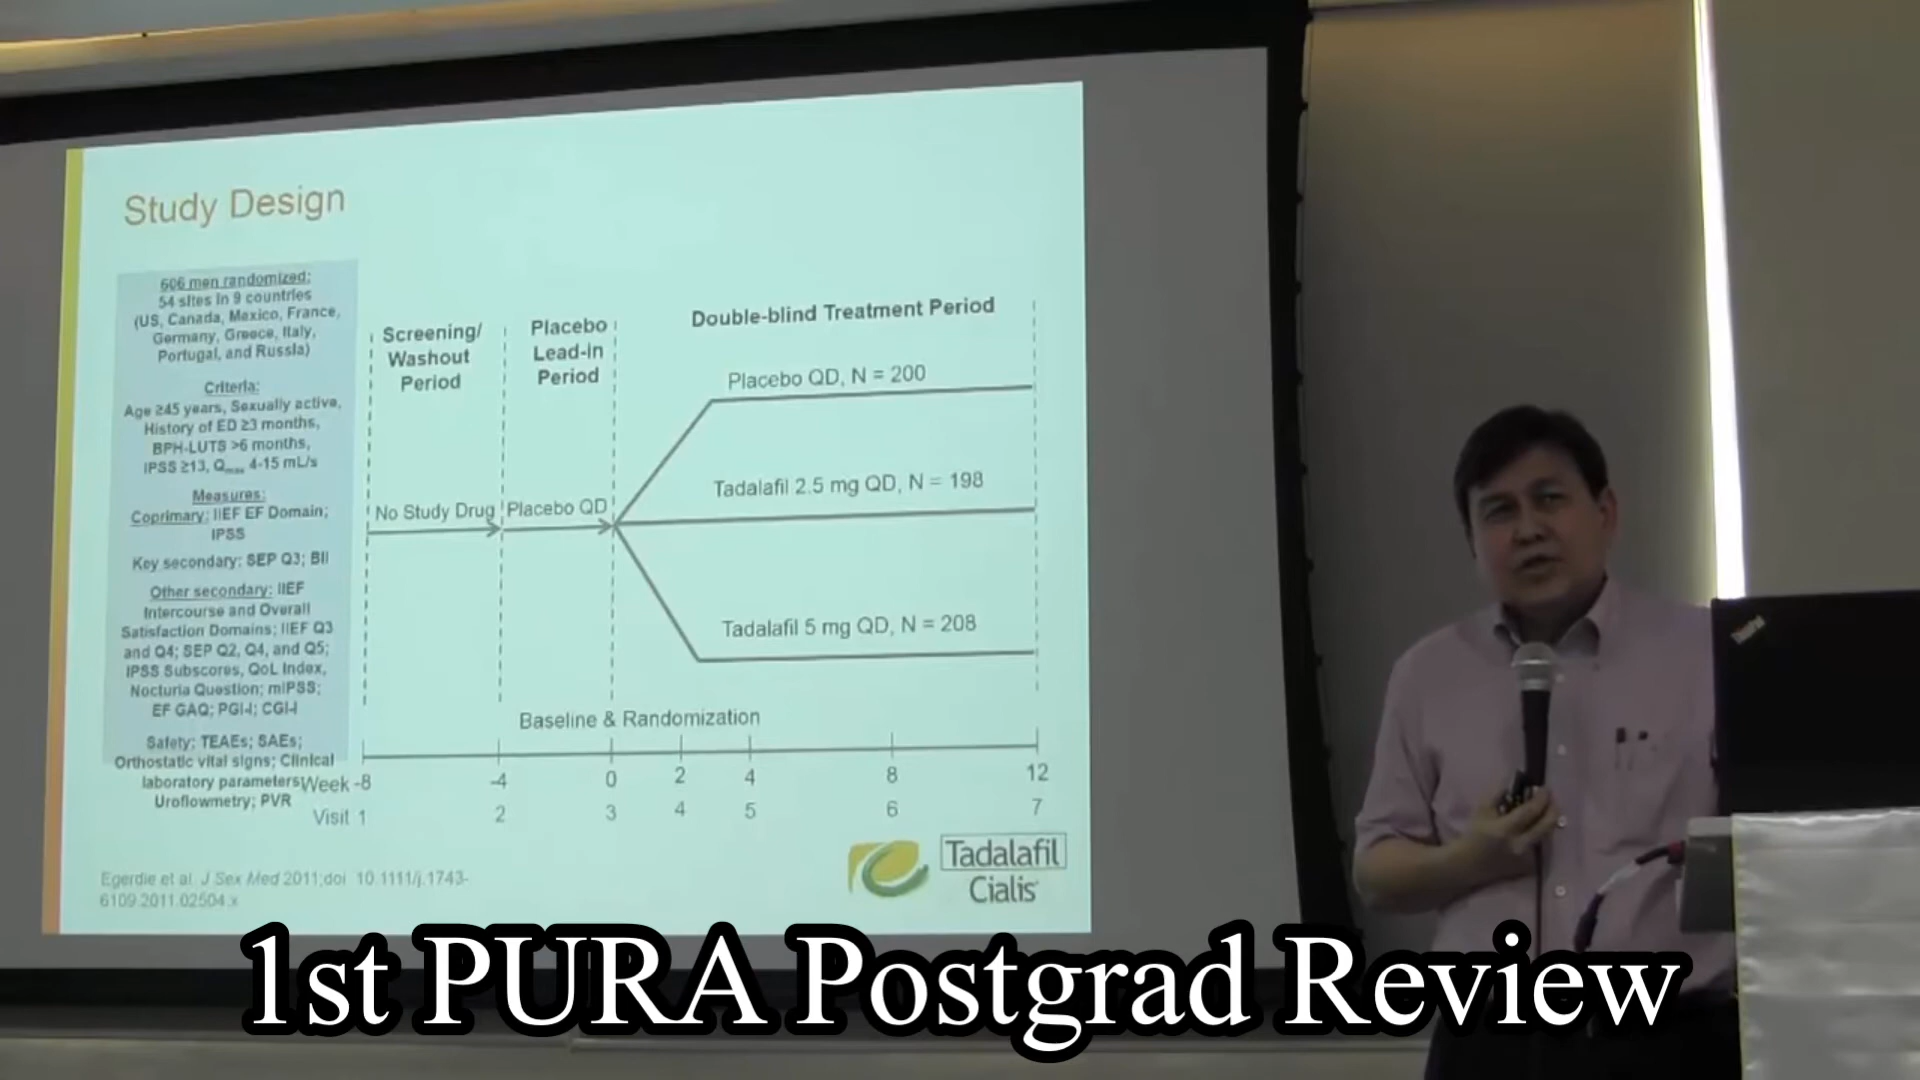 Study Design
606 men randomized;
54 sites in 9 countries
(US, Canada, Mexico, France,
Germany, Greece, Italy,
Portugal, and Russia)
Criteria:
Age ≥45 years, Sexually active,
History of ED ≥3 months,
BPH-LUTS >6 months,
IPSS ≥13, Qmax 4-15 mL/s
Measures:
Coprimary: IIEF EF Domain;
IPSS
Key secondary: SEP Q3; BII
Other secondary: IIEF
Intercourse and Overall
Satisfaction Domains; IIEF Q3
and Q4; SEP Q2, Q4, and Q5;
IPSS Subscores, QoL Index,
Nocturia Question; mIPSS;
EF GAQ; PGI-I; CGI-I
Safety: TEAEs; SAEs;
Orthostatic vital signs; Clinical
laboratory parameters
Uroflowmetry; PVR
Screening/
Washout
Period
Placebo
Lead-in
Period
Double-blind Treatment Period
Placebo QD, N = 200
Tadalafil 2.5 mg QD, N = 198
No Study Drug
Placebo QD
Tadalafil 5 mg QD, N = 208
Baseline & Randomization
Week -8 -4 0 2 4 8 12
Visit 1 2 3 4 5 6 7
Egerdie et al. J Sex Med 2011;doi 10.1111/j.1743-
6109.2011.02504.x
Tadalafil
Cialis
ThinkPad
1st PURA Postgrad Review